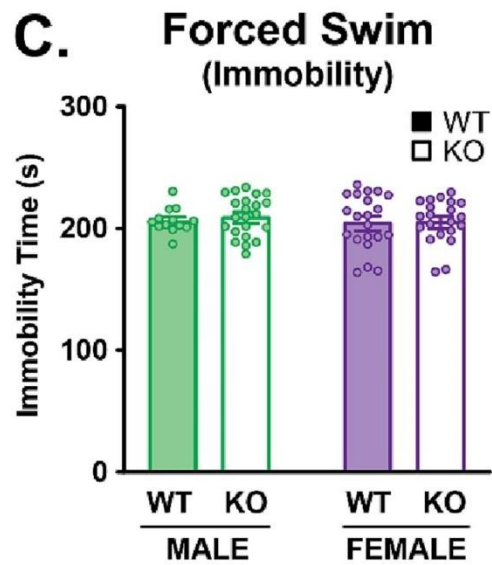 C.
Forced Swim
(Immobility)
Immobility Time (s)
300
200
100
0
WT
KO
WT KO WT KO
MALE FEMALE